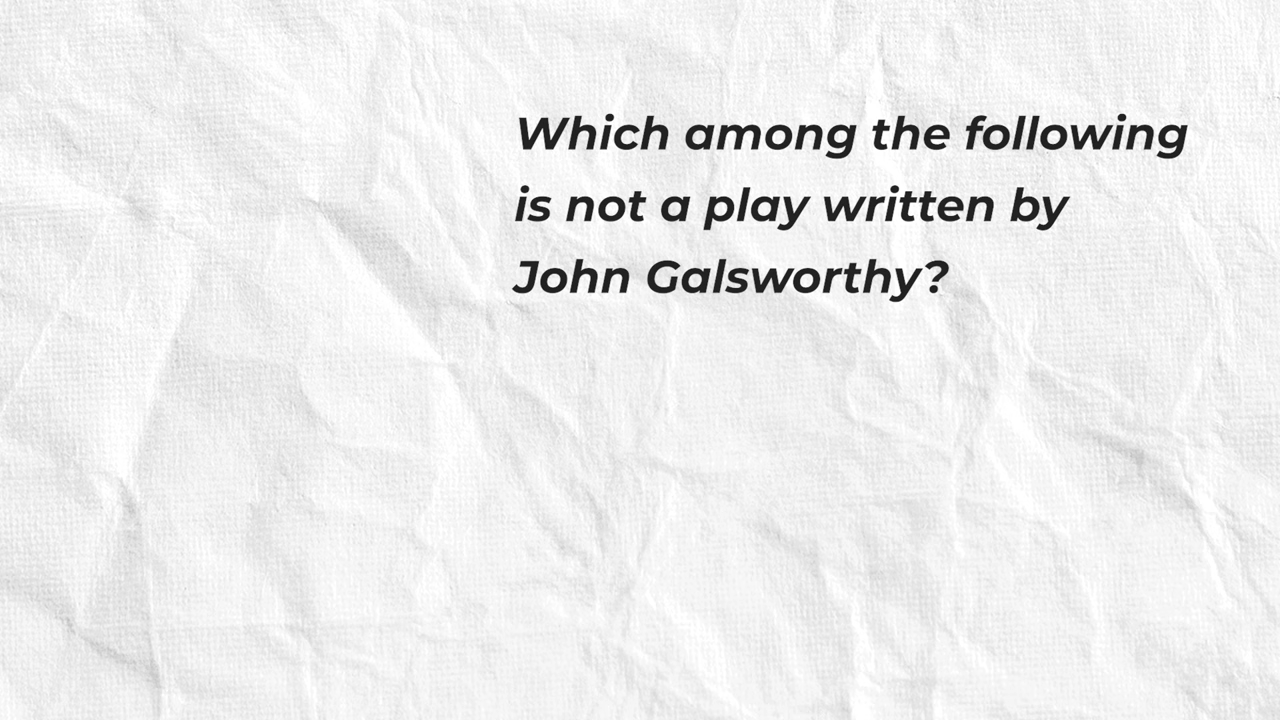 Which among the following
is not a play written by
John Galsworthy?